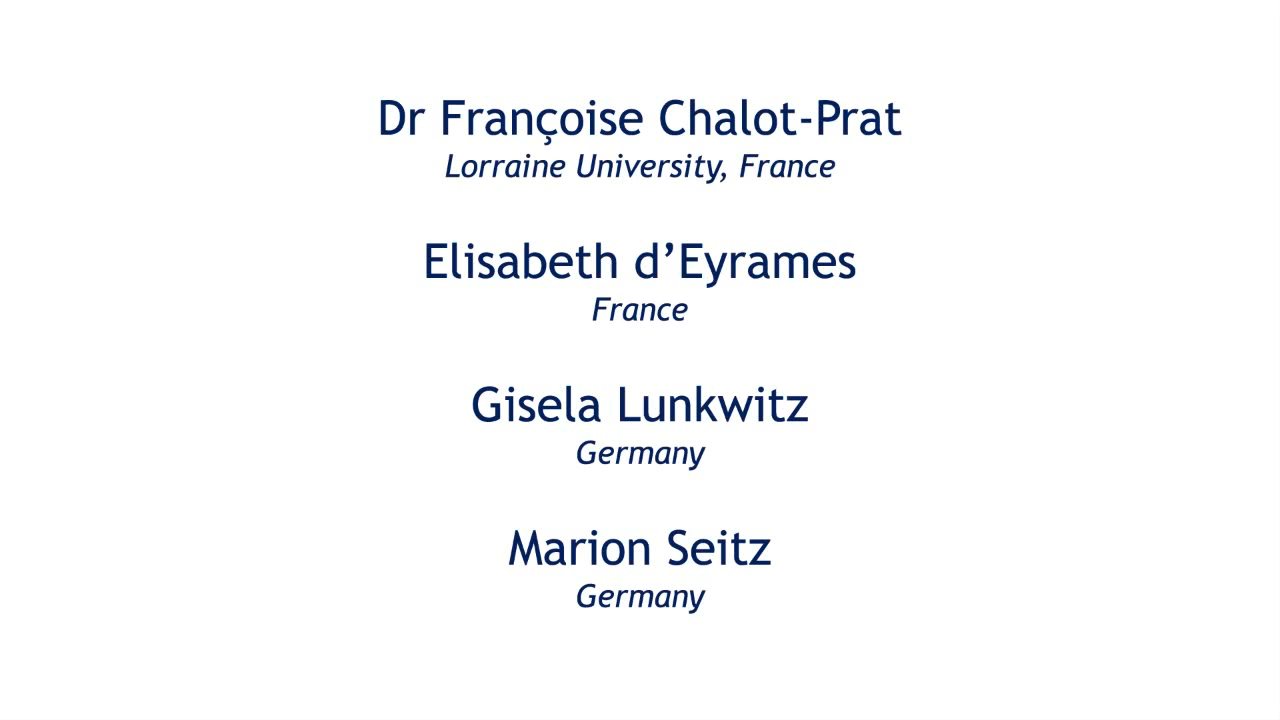 Dr Françoise Chalot-Prat
Lorraine University, France
Elisabeth d’Eyrames
France
Gisela Lunkwitz
Germany
Marion Seitz
Germany